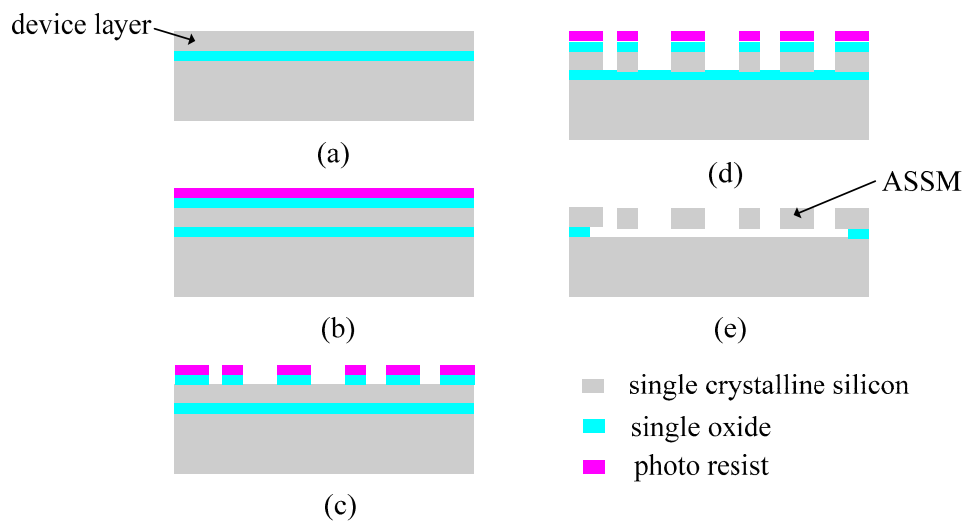 device layer
(a)
(b)
(c)
(d)
ASSM
(e)
single crystalline silicon
single oxide
photo resist